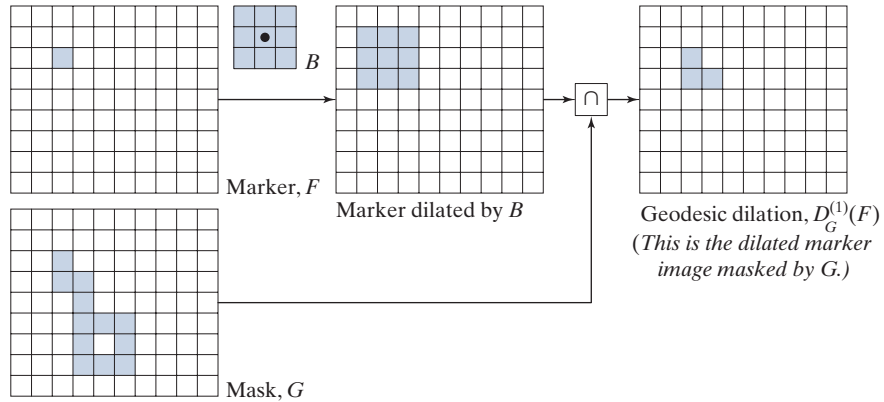 B
∩
Marker, F
Marker dilated by B
Geodesic dilation, D_G^(1)(F)
(This is the dilated marker
image masked by G.)
Mask, G